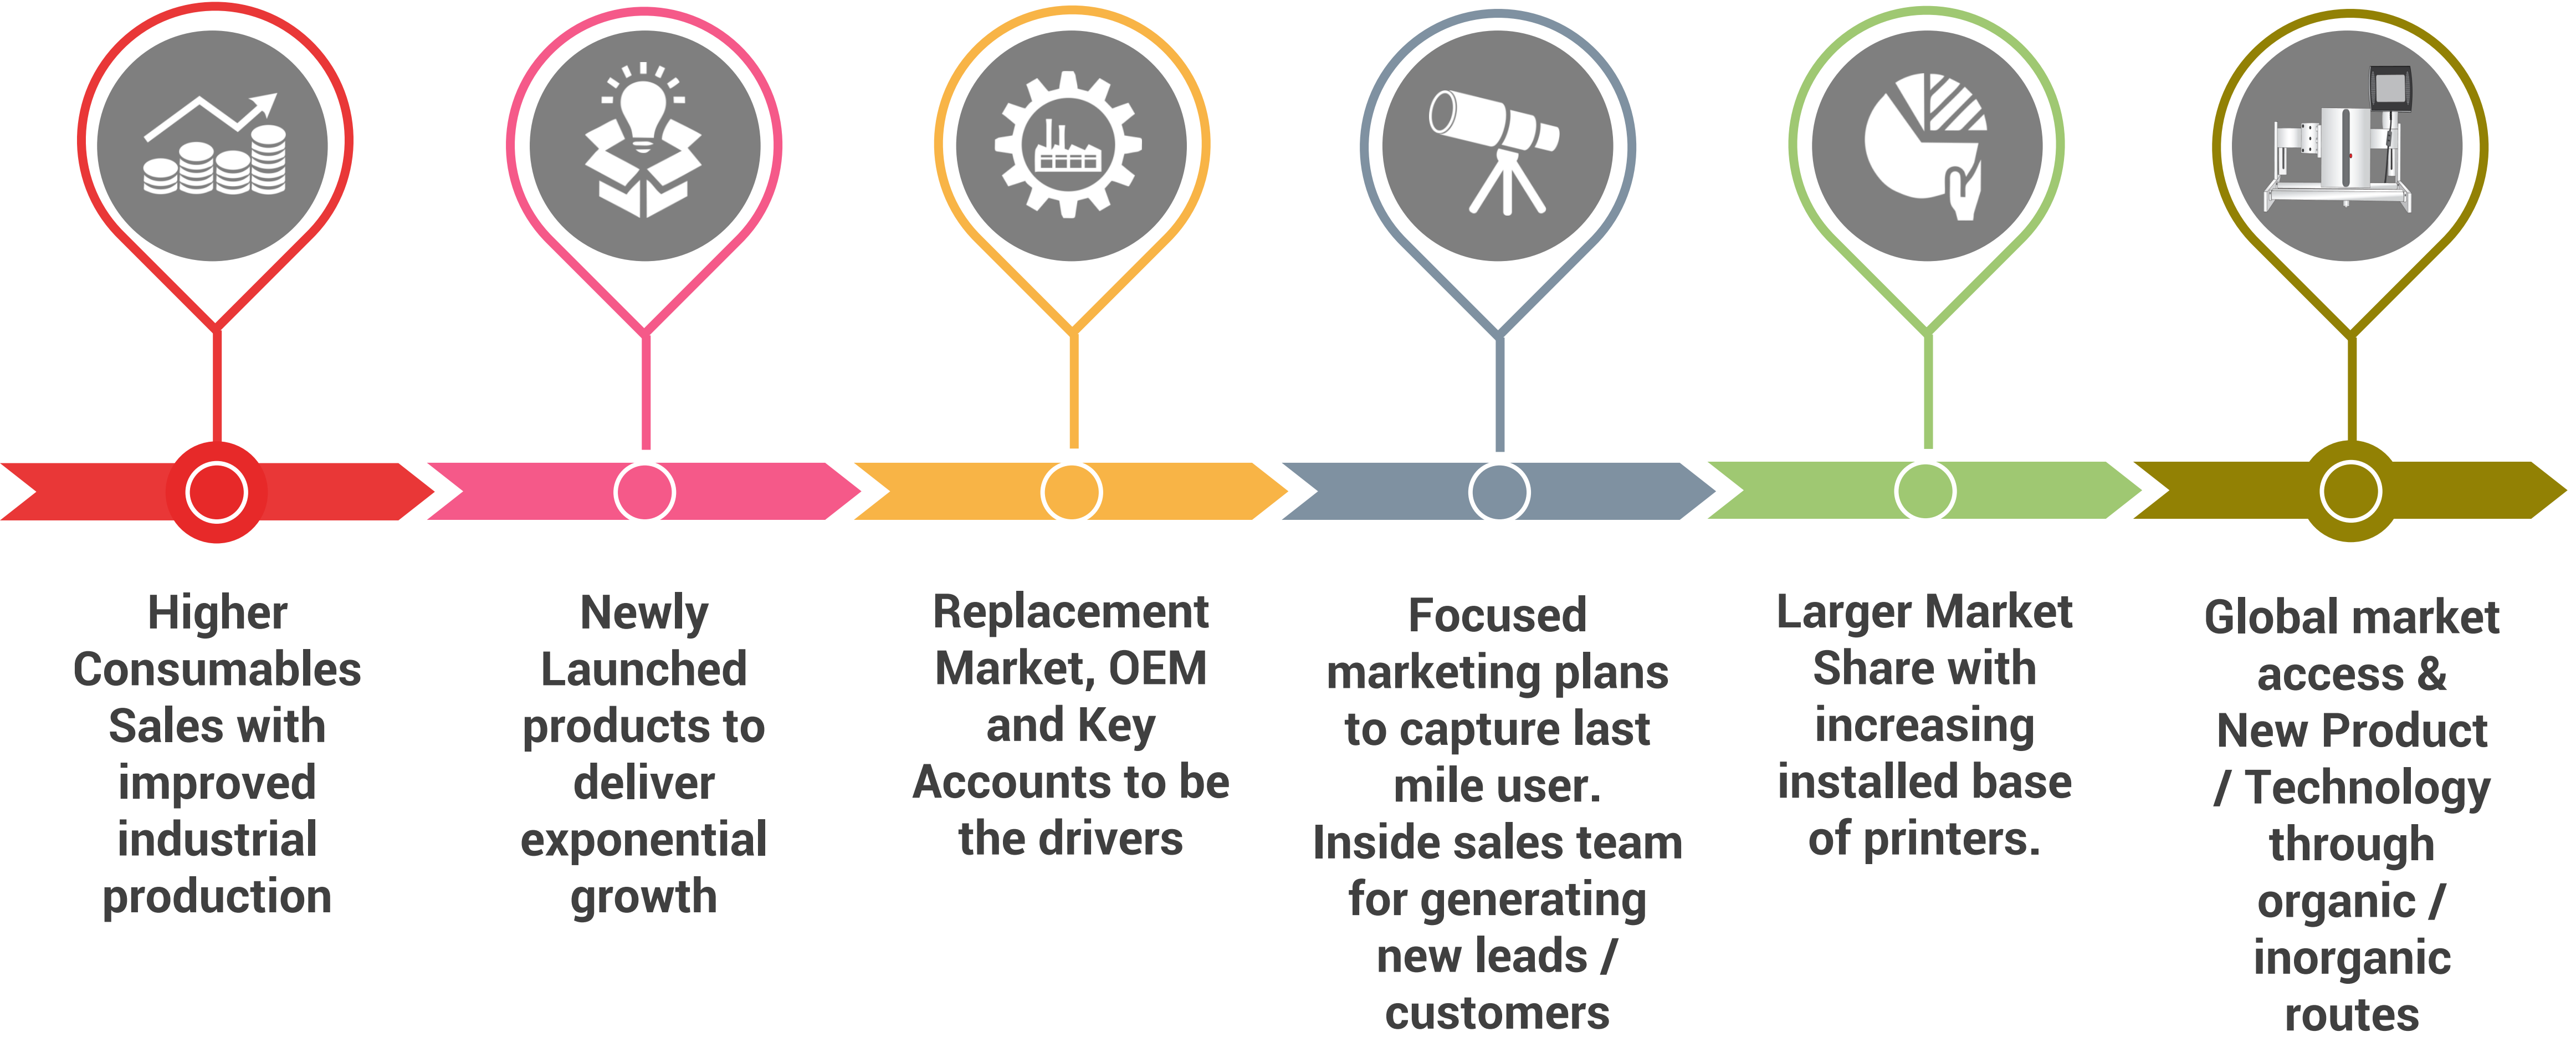 Higher
Consumables
Sales with
improved
industrial
production
Newly
Launched
products to
deliver
exponential
growth
Replacement
Market, OEM
and Key
Accounts to be
the drivers
Focused
marketing plans
to capture last
mile user.
Inside sales team
for generating
new leads /
customers
Larger Market
Share with
increasing
installed base
of printers.
Global market
access &
New Product
/ Technology
through
organic /
inorganic
routes